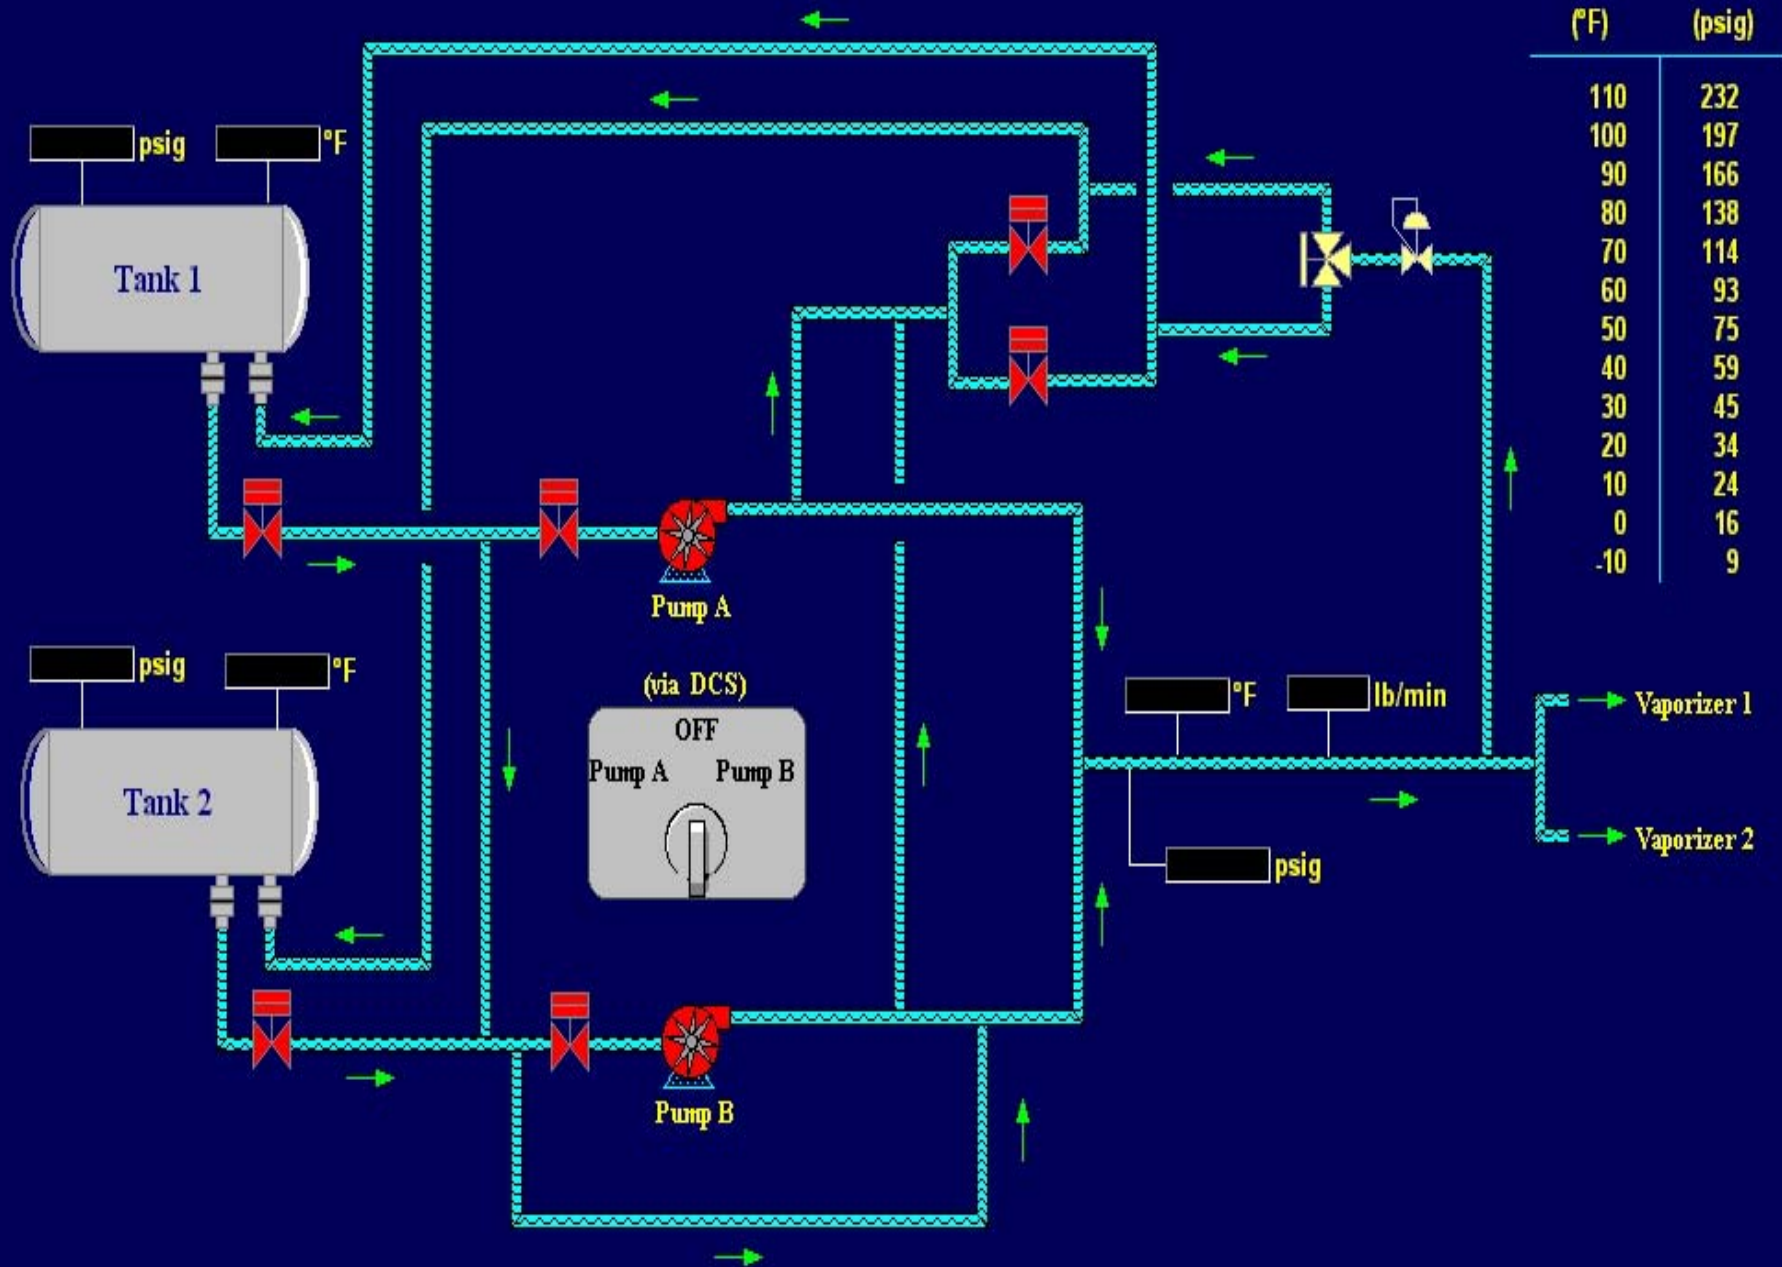 (°F) (psig)
110 232
100 197
90 166
80 138
70 114
60 93
50 75
40 59
30 45
20 34
10 24
0 16
-10 9
psig °F
Tank 1
Pump A
psig °F
Tank 2
(via DCS)
OFF
Pump A Pump B
Pump B
°F lb/min
psig
Vaporizer 1
Vaporizer 2